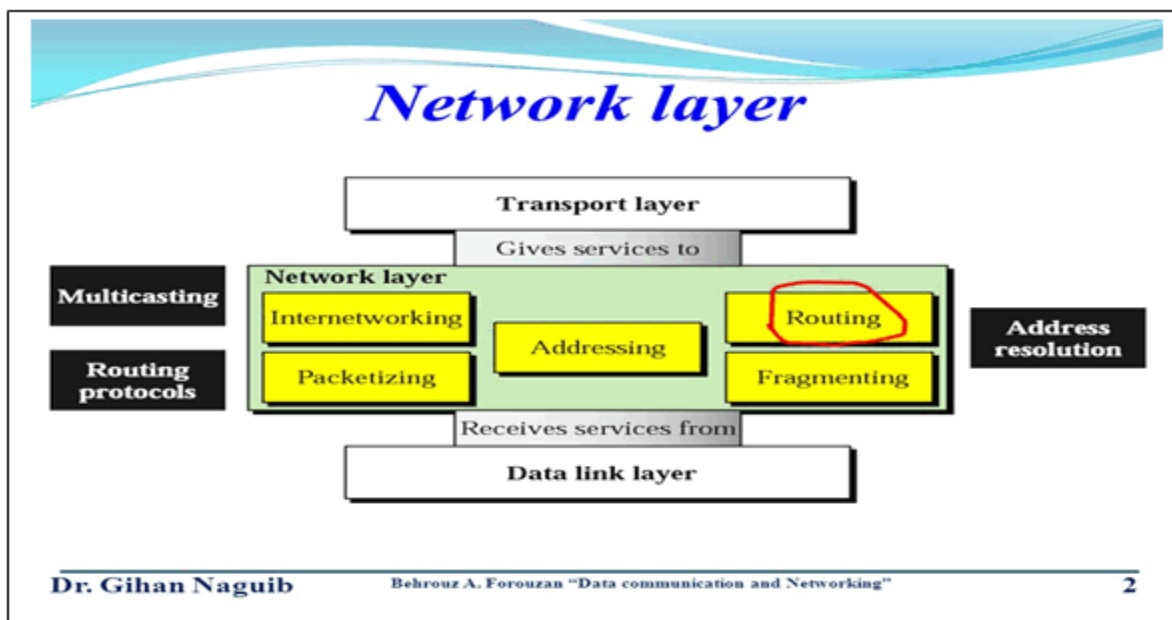 Network layer
Transport layer
Gives services to
Network layer
Multicasting
Internetworking
Addressing
Routing
Address
resolution
Routing
protocols
Packetizing
Fragmenting
Receives services from
Data link layer
Dr. Gihan Naguib
Behrouz A. Forouzan “Data communication and Networking”
2